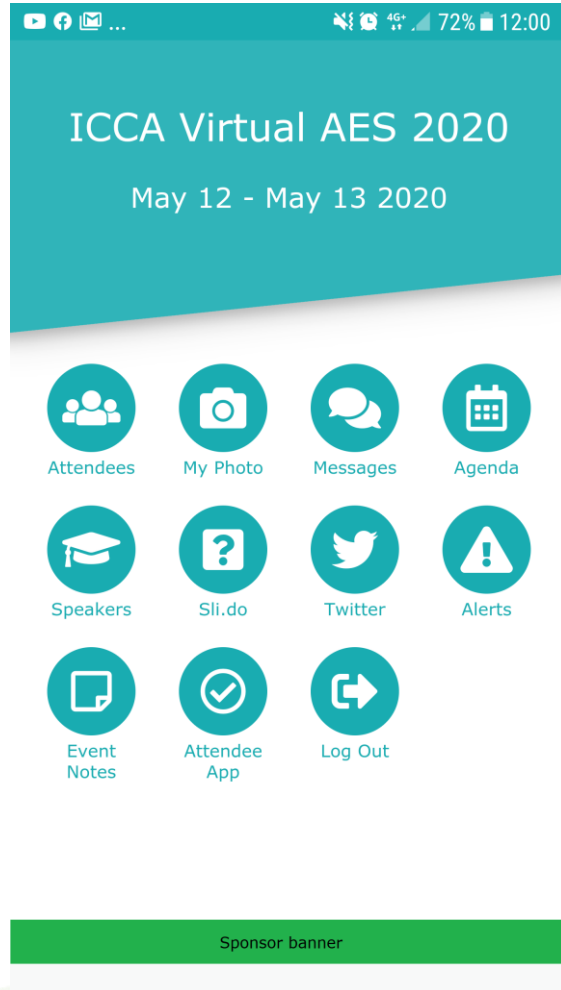 ... 4G+ 72% 12:00
ICCA Virtual AES 2020
May 12 - May 13 2020
Attendees My Photo Messages Agenda
Speakers Sli.do Twitter Alerts
Event Notes Attendee App Log Out
Sponsor banner